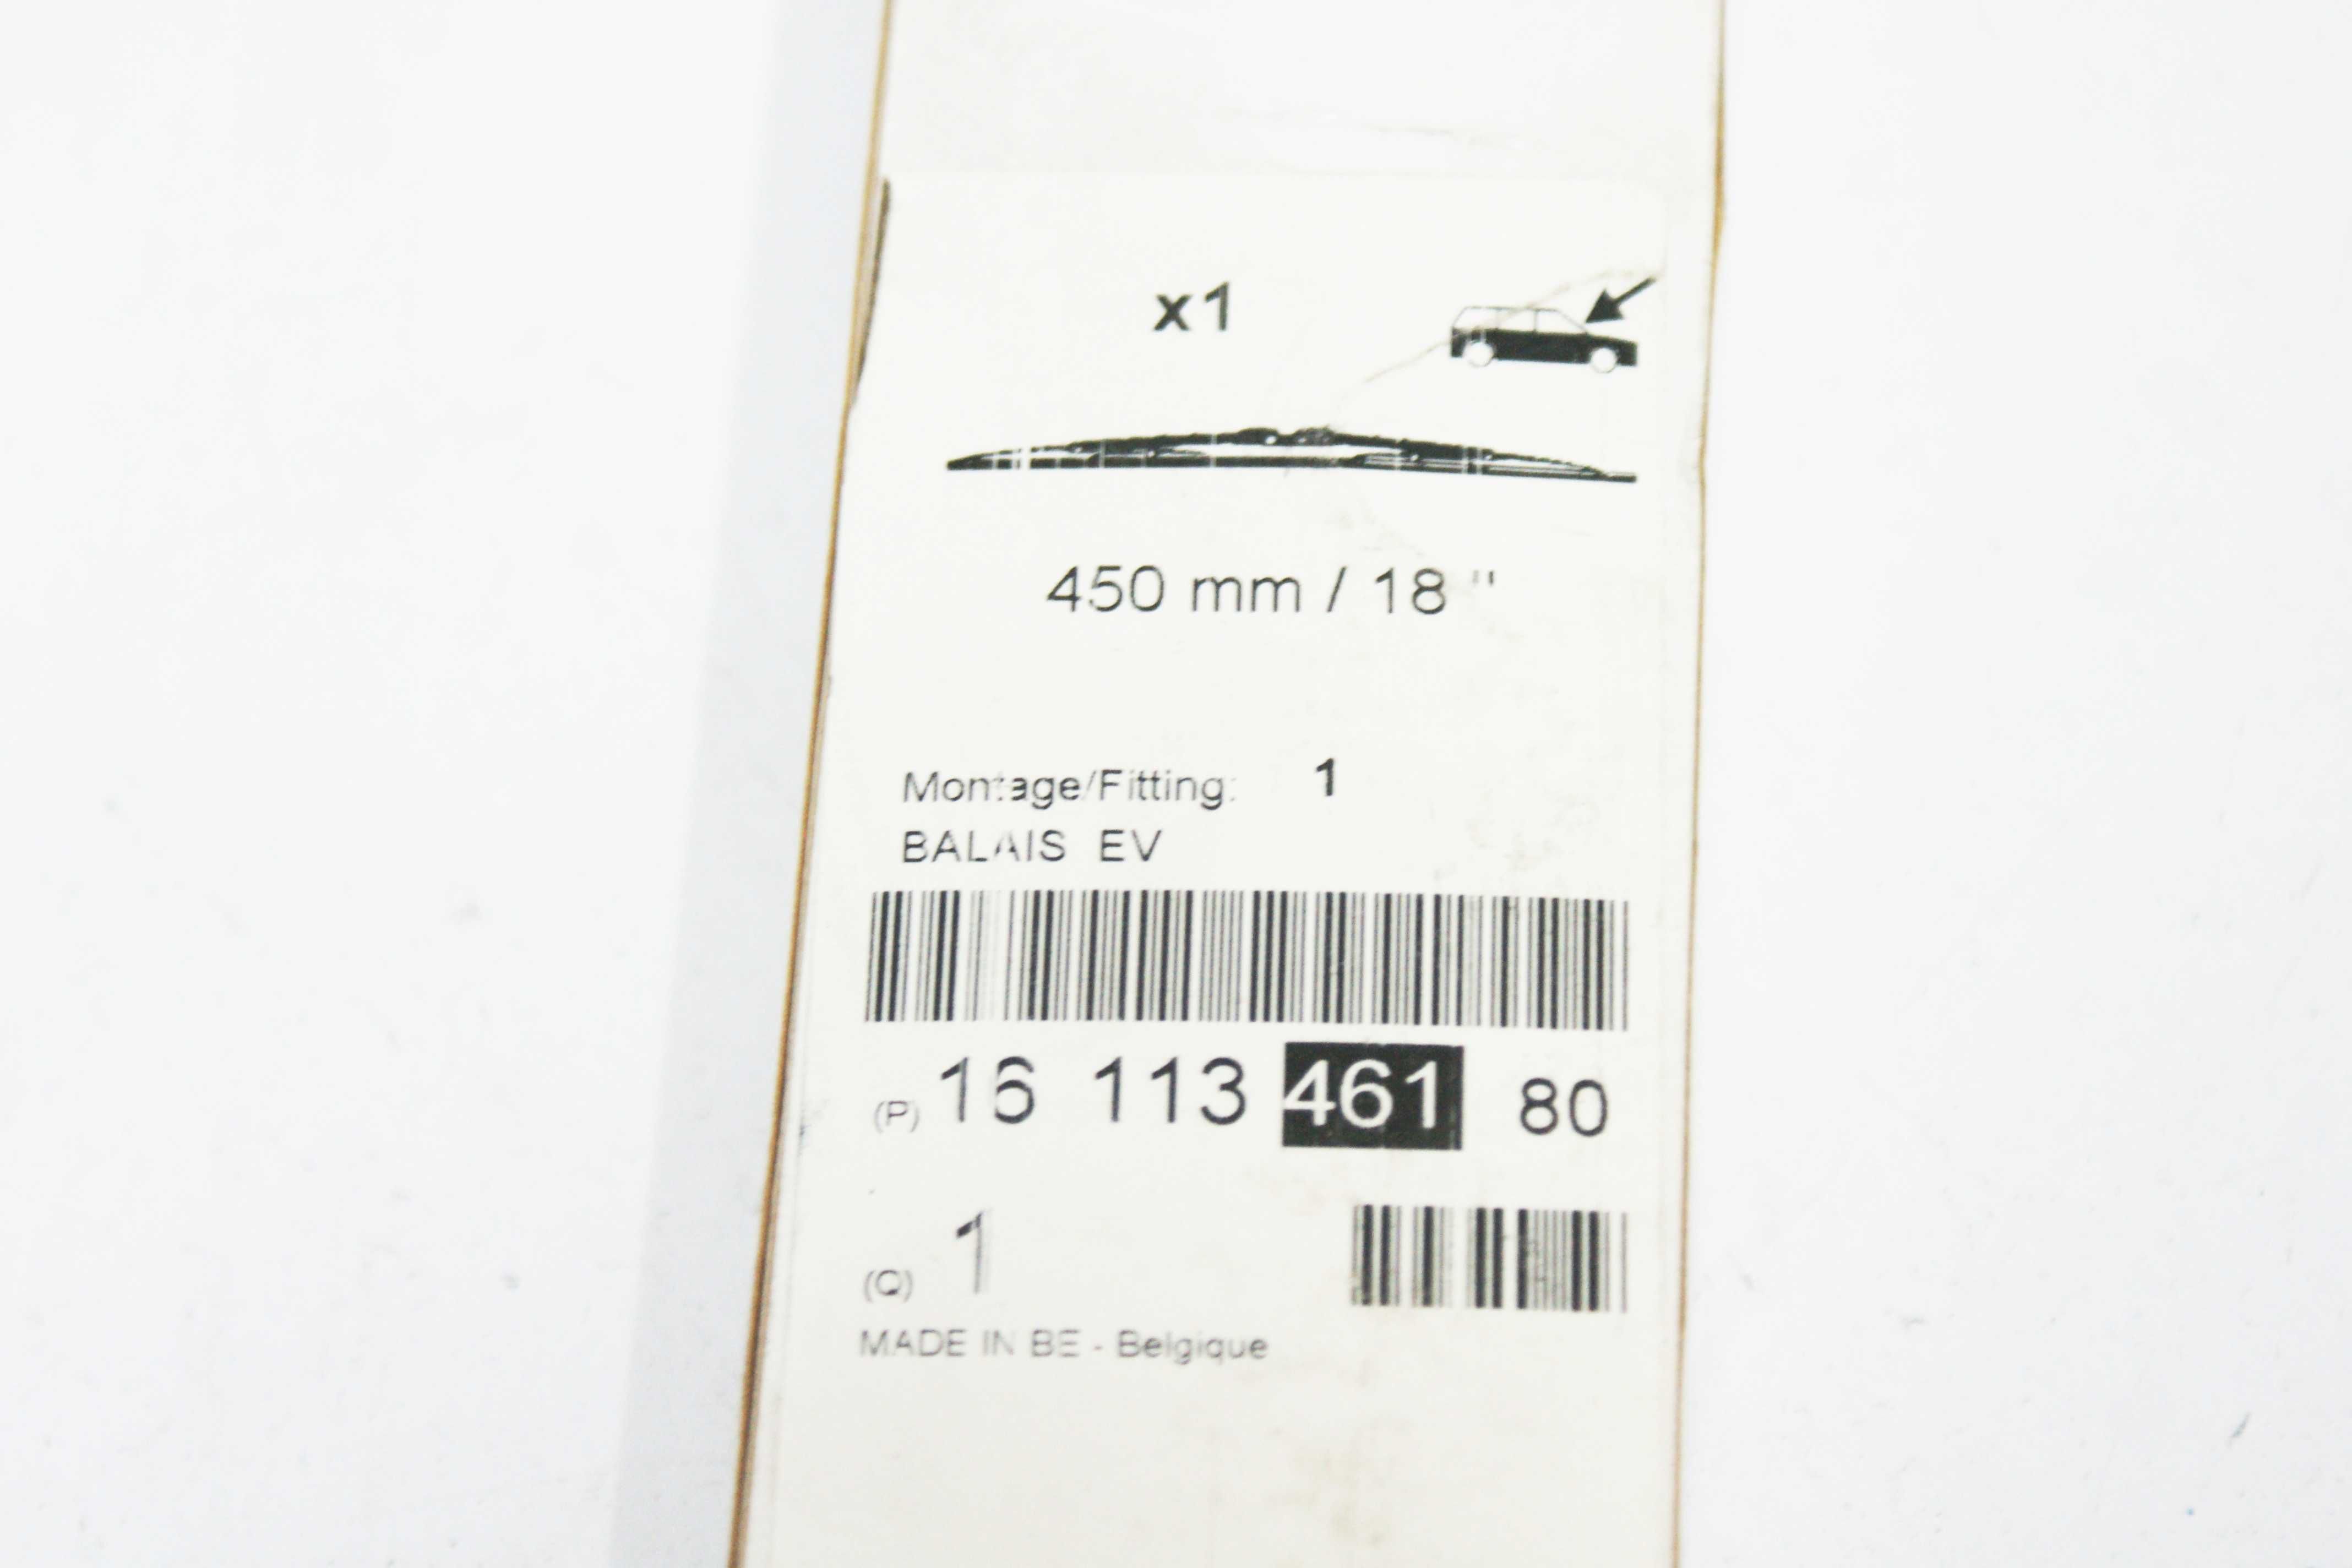 x1
450 mm / 18 "
Montage/Fitting: 1
BALAIS EV
(P) 16 113 461 80
(Q) 1
MADE IN BE - Belgique